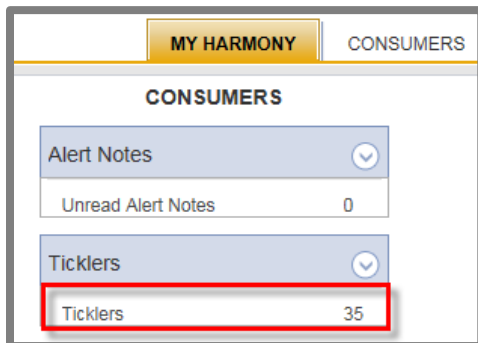 MY HARMONY CONSUMERS
CONSUMERS
Alert Notes
Unread Alert Notes 0
Ticklers
Ticklers 35